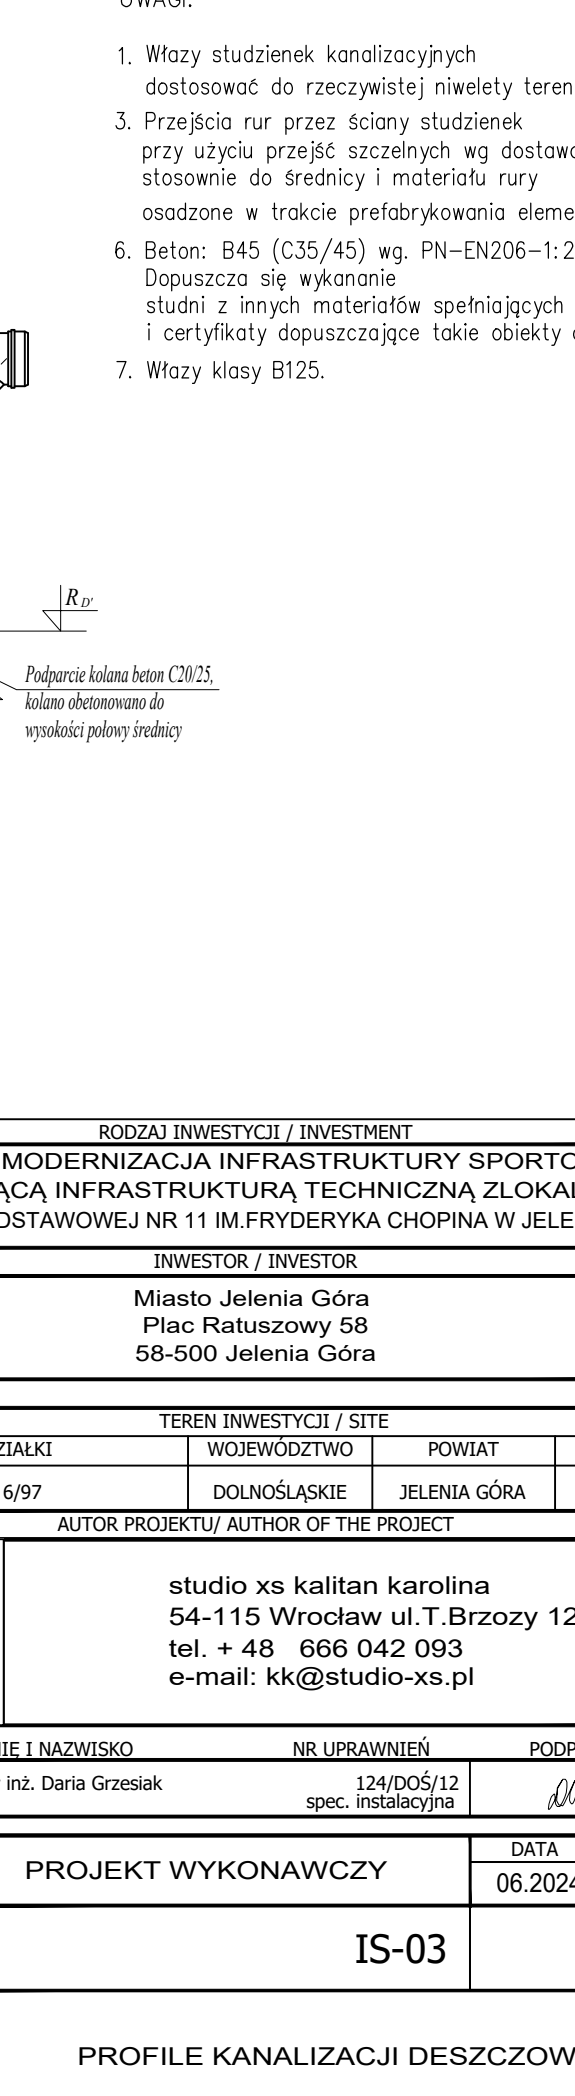 UWAGI:
1. Włazy studzienek kanalizacyjnych
dostosować do rzeczywistej niwelety teren
3. Przejścia rur przez ściany studzienek
przy użyciu przejść szczelnych wg dostawc
stosownie do średnicy i materiału rury
osadzone w trakcie prefabrykowania eleme
6. Beton: B45 (C35/45) wg. PN-EN206-1:2
Dopuszcza się wykananie
studni z innych materiałów spełniających
i certyfikaty dopuszczające takie obiekty
7. Włazy klasy B125.
R D'
Podparcie kolana beton C20/25,
kolano obetonowano do
wysokości połowy średnicy
RODZAJ INWESTYCJI / INVESTMENT
MODERNIZACJA INFRASTRUKTURY SPORTO
ĄCĄ INFRASTRUKTURĄ TECHNICZNĄ ZLOKAL
DSTAWOWEJ NR 11 IM.FRYDERYKA CHOPINA W JELE
INWESTOR / INVESTOR
Miasto Jelenia Góra
Plac Ratuszowy 58
58-500 Jelenia Góra
TEREN INWESTYCJI / SITE
ZIAŁKI WOJEWÓDZTWO POWIAT
6/97 DOLNOŚLĄSKIE JELENIA GÓRA
AUTOR PROJEKTU/ AUTHOR OF THE PROJECT
studio xs kalitan karolina
54-115 Wrocław ul.T.Brzozy 12
tel. + 48 666 042 093
e-mail: kk@studio-xs.pl
IĘ I NAZWISKO NR UPRAWNIEŃ PODP
inż. Daria Grzesiak 124/DOŚ/12
spec. instalacyjna
PROJEKT WYKONAWCZY DATA
06.2024
IS-03
PROFILE KANALIZACJI DESZCZOW